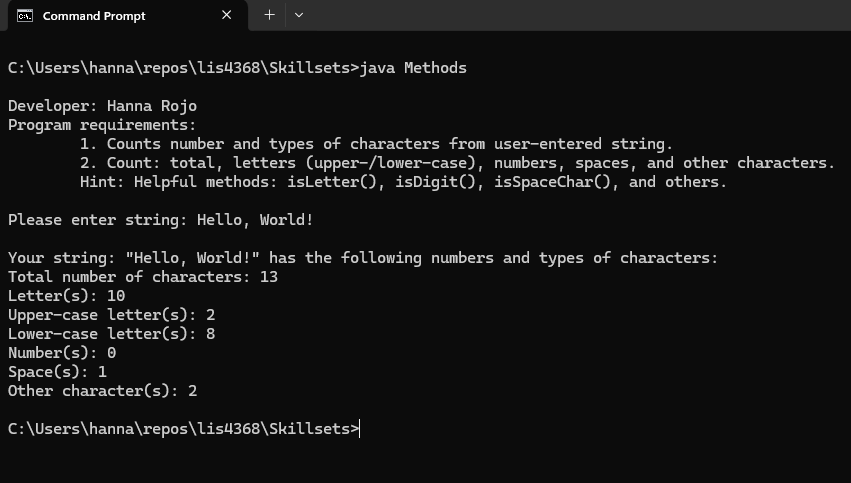 Command Prompt
C:\Users\hanna\repos\lis4368\Skillsets>java Methods
Developer: Hanna Rojo
Program requirements:
1. Counts number and types of characters from user-entered string.
2. Count: total, letters (upper-/lower-case), numbers, spaces, and other characters.
Hint: Helpful methods: isLetter(), isDigit(), isSpaceChar(), and others.
Please enter string: Hello, World!
Your string: "Hello, World!" has the following numbers and types of characters:
Total number of characters: 13
Letter(s): 10
Upper-case letter(s): 2
Lower-case letter(s): 8
Number(s): 0
Space(s): 1
Other character(s): 2
C:\Users\hanna\repos\lis4368\Skillsets>